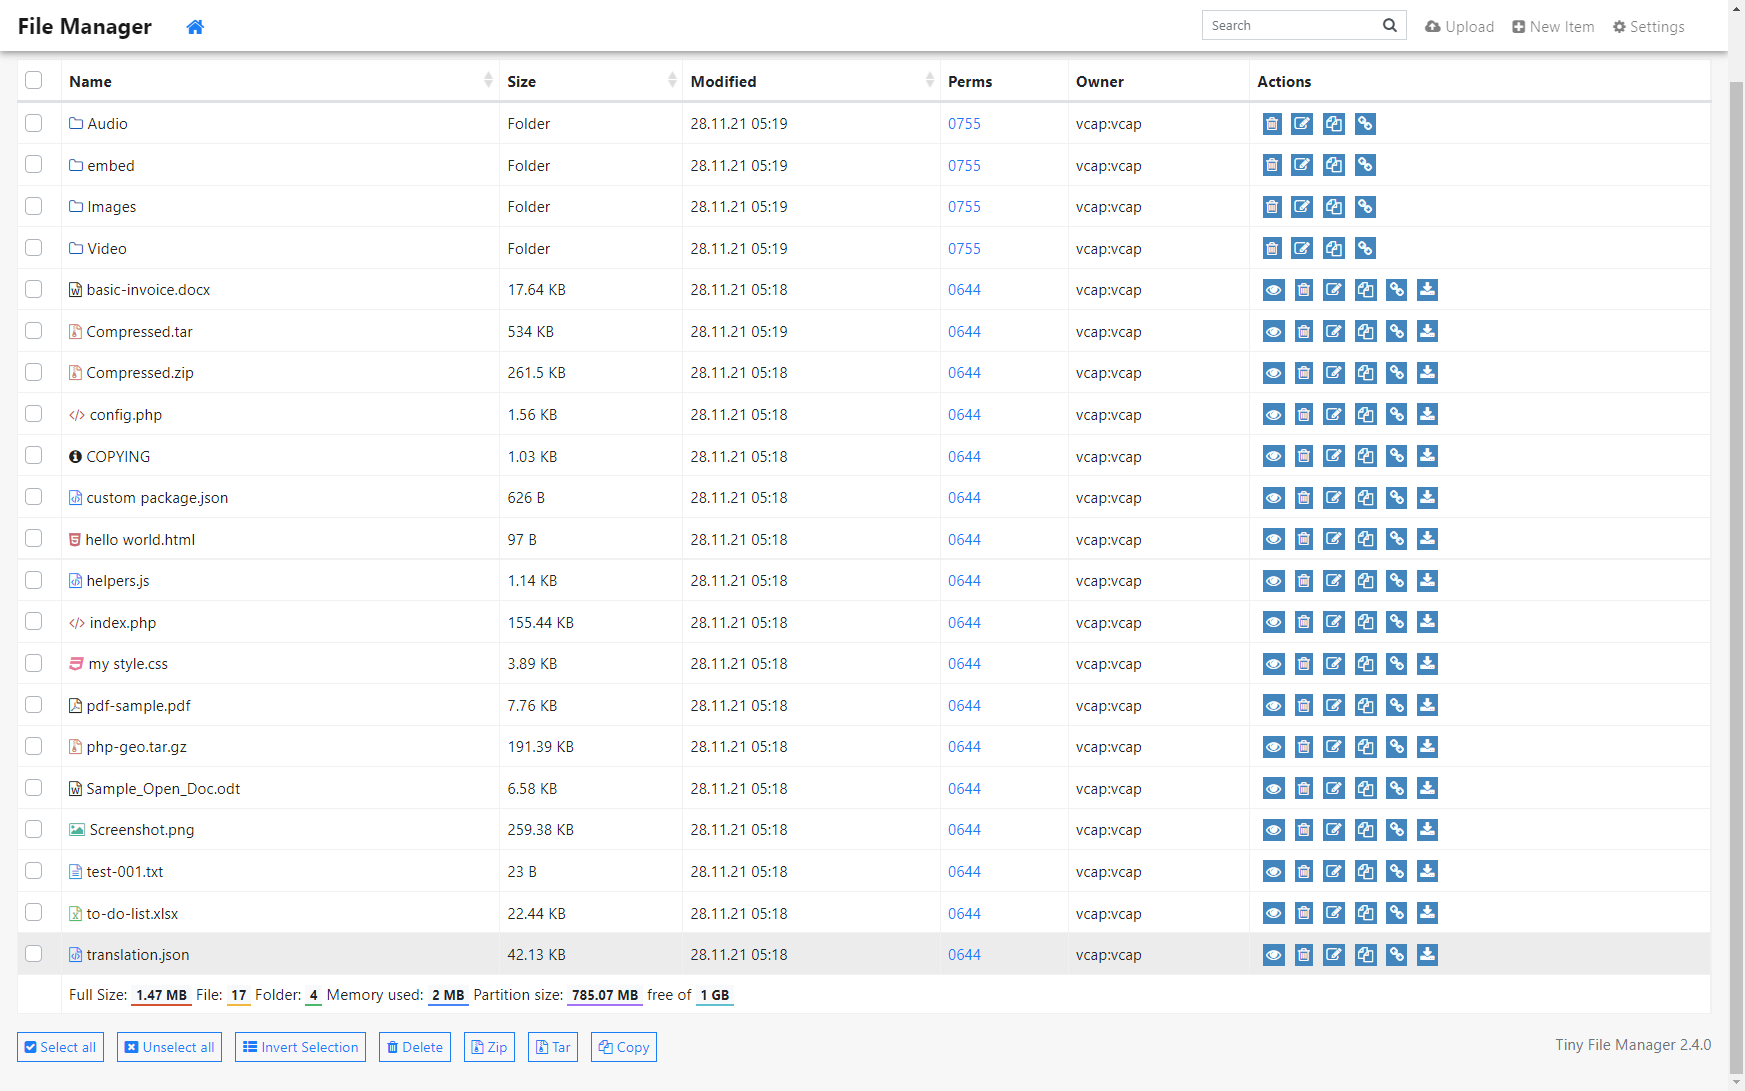 File Manager Search Upload New Item Settings
Name Size Modified Perms Owner Actions
Audio Folder 28.11.21 05:19 0755 vcap:vcap
embed Folder 28.11.21 05:19 0755 vcap:vcap
Images Folder 28.11.21 05:19 0755 vcap:vcap
Video Folder 28.11.21 05:19 0755 vcap:vcap
basic-invoice.docx 17.64 KB 28.11.21 05:18 0644 vcap:vcap
Compressed.tar 534 KB 28.11.21 05:19 0644 vcap:vcap
Compressed.zip 261.5 KB 28.11.21 05:18 0644 vcap:vcap
config.php 1.56 KB 28.11.21 05:18 0644 vcap:vcap
COPYING 1.03 KB 28.11.21 05:18 0644 vcap:vcap
custom package.json 626 B 28.11.21 05:18 0644 vcap:vcap
hello world.html 97 B 28.11.21 05:18 0644 vcap:vcap
helpers.js 1.14 KB 28.11.21 05:18 0644 vcap:vcap
index.php 155.44 KB 28.11.21 05:18 0644 vcap:vcap
my style.css 3.89 KB 28.11.21 05:18 0644 vcap:vcap
pdf-sample.pdf 7.76 KB 28.11.21 05:18 0644 vcap:vcap
php-geo.tar.gz 191.39 KB 28.11.21 05:18 0644 vcap:vcap
Sample_Open_Doc.odt 6.58 KB 28.11.21 05:18 0644 vcap:vcap
Screenshot.png 259.38 KB 28.11.21 05:18 0644 vcap:vcap
test-001.txt 23 B 28.11.21 05:18 0644 vcap:vcap
to-do-list.xlsx 22.44 KB 28.11.21 05:18 0644 vcap:vcap
translation.json 42.13 KB 28.11.21 05:18 0644 vcap:vcap
Full Size: 1.47 MB File: 17 Folder: 4 Memory used: 2 MB Partition size: 785.07 MB free of 1 GB
Select all Unselect all Invert Selection Delete Zip Tar Copy Tiny File Manager 2.4.0